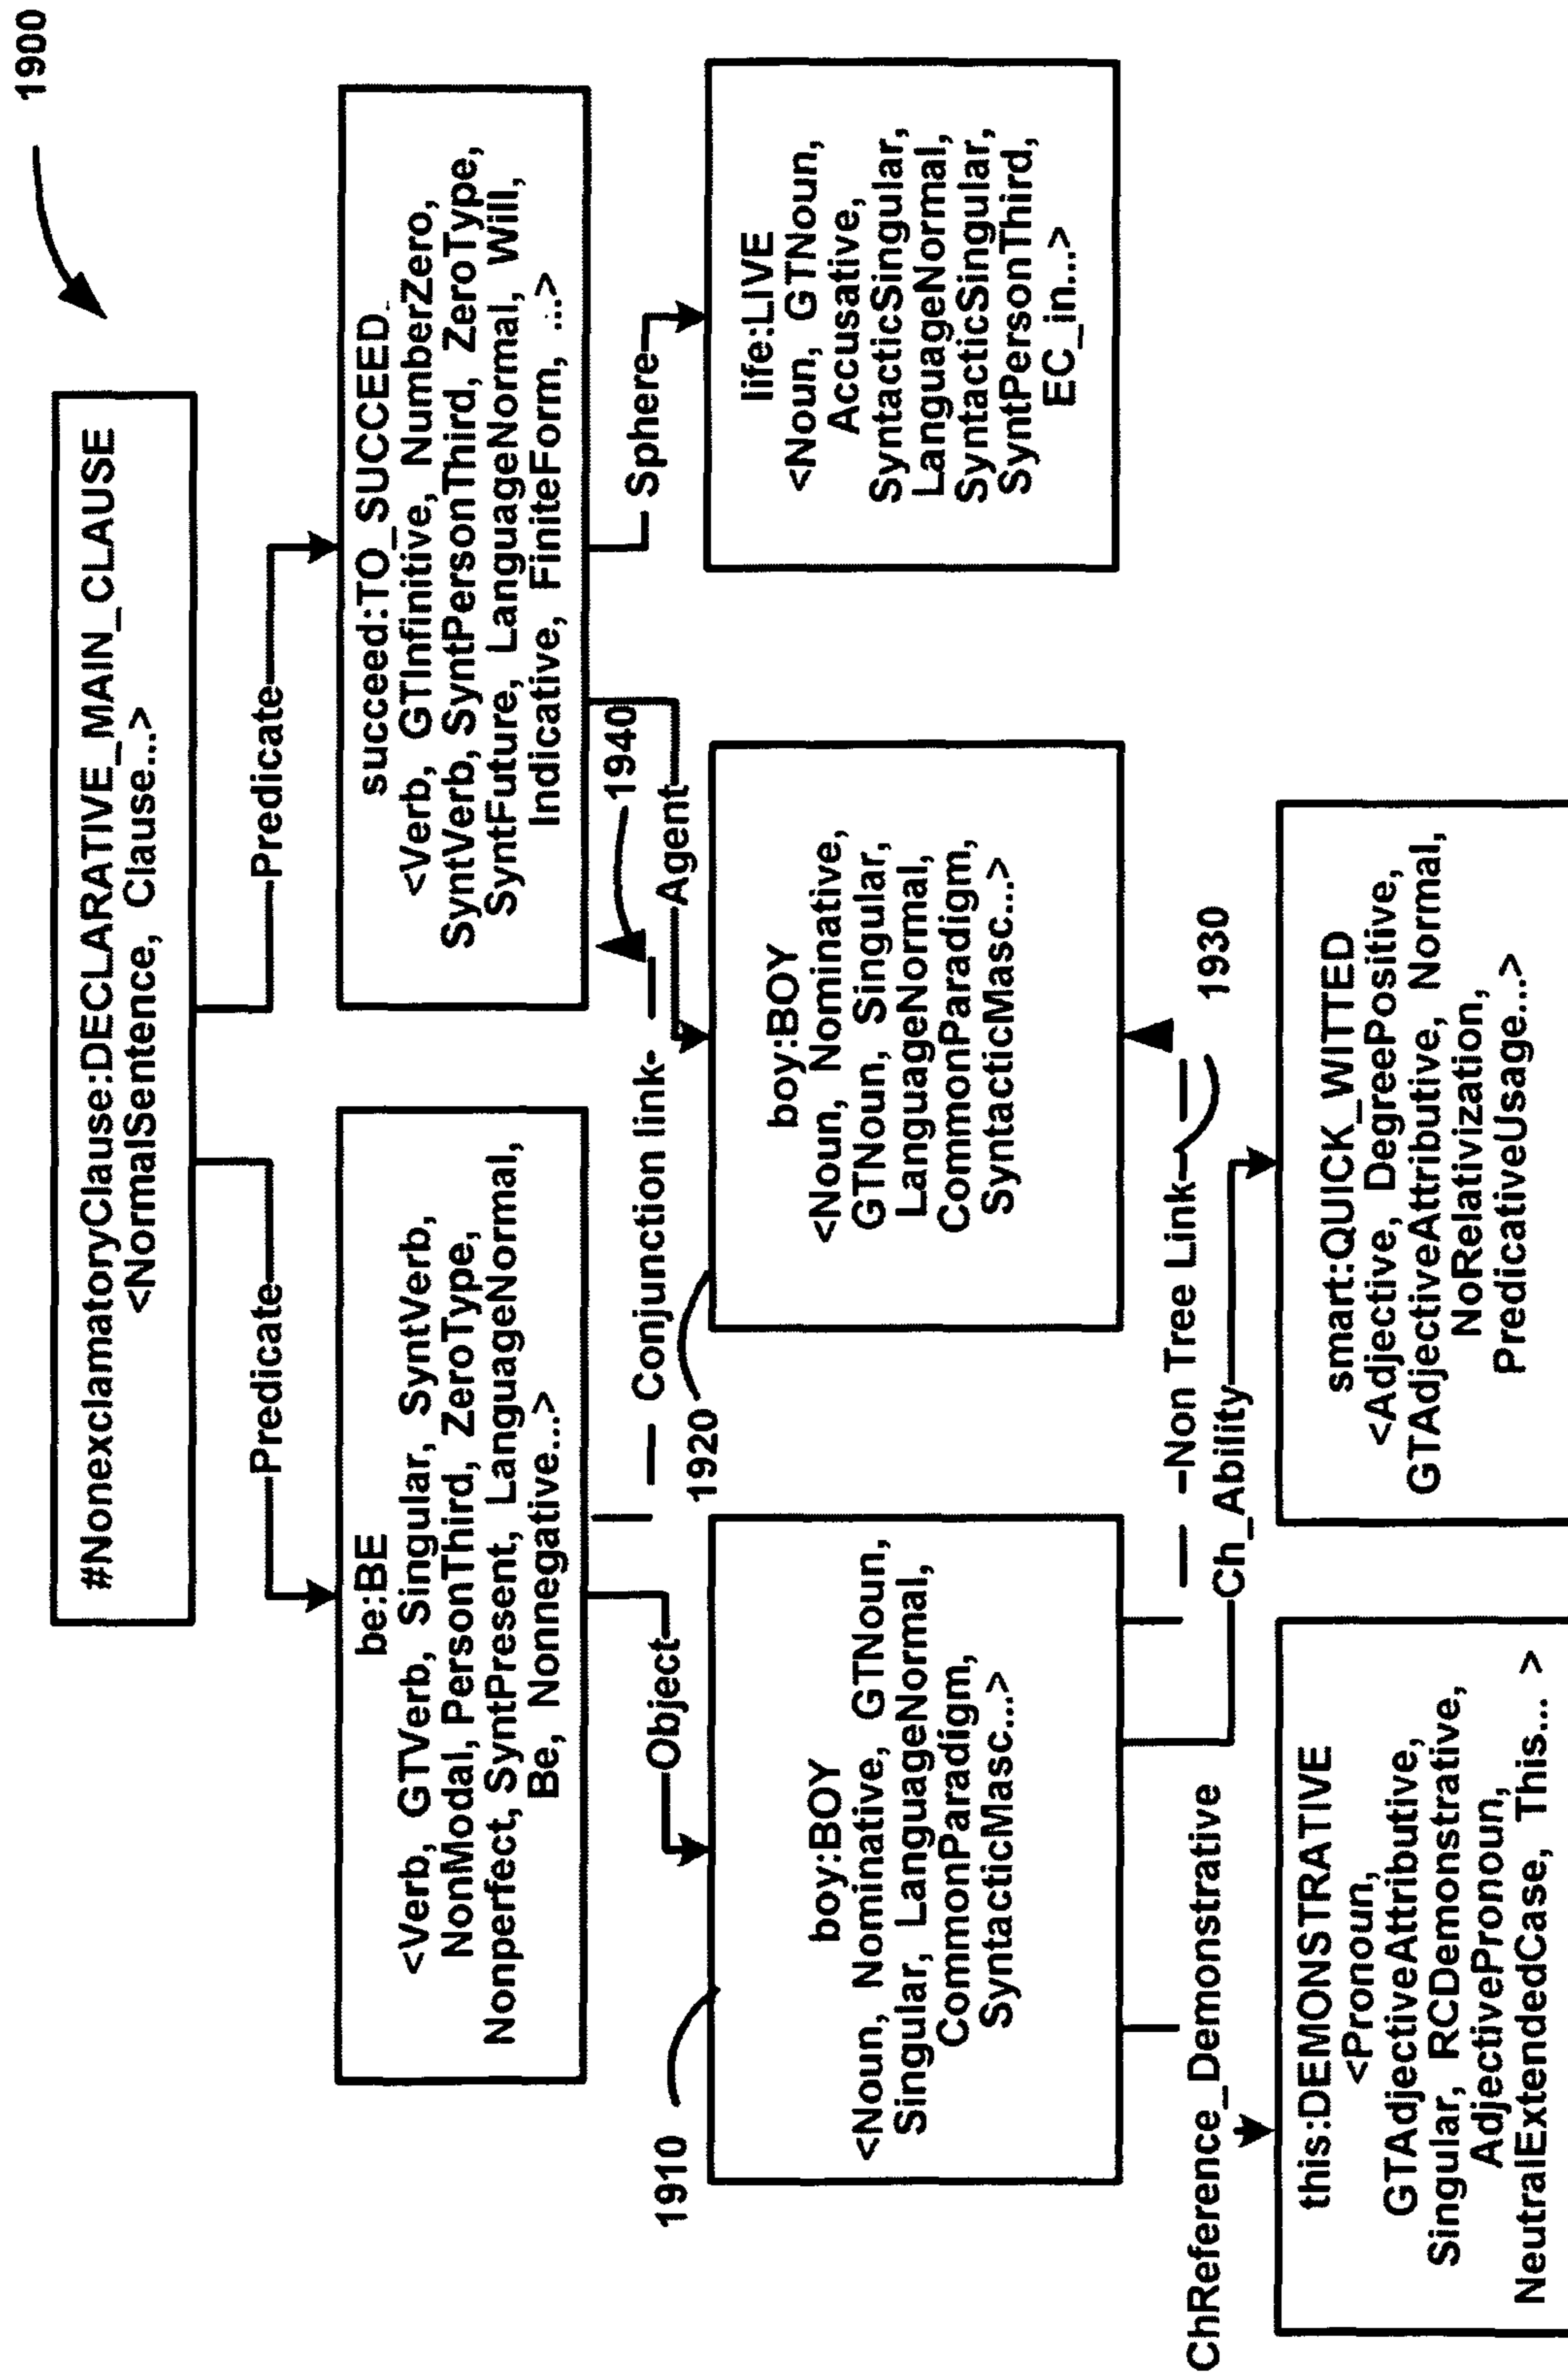 1900
#NonexclamatoryClause:DECLARATIVE_MAIN_CLAUSE
<NormalSentence, Clause...>
Predicate
Predicate
be:BE
<Verb, GTVerb, Singular, SyntVerb,
NonModal, PersonThird, ZeroType,
Nonperfect, SyntPresent, LanguageNormal,
Be, Nonnegative...>
succeed:TO_SUCCEED
<Verb, GTInfinitive, NumberZero,
SyntVerb, SyntPersonThird, ZeroType,
SyntFuture, LanguageNormal, Will,
Indicative, FiniteForm, ...>
1910
Object
1920
Conjunction link
1940
Agent
Sphere
boy:BOY
<Noun, Nominative, GTNoun,
Singular, LanguageNormal,
CommonParadigm,
SyntacticMasc...>
boy:BOY
<Noun, Nominative,
GTNoun, Singular,
LanguageNormal,
CommonParadigm,
SyntacticMasc...>
life:LIVE
<Noun, GTNoun,
Accusative,
SyntacticSingular,
LanguageNormal,
SyntacticSingular,
SyntPersonThird,
EC_in...>
ChReference_Demonstrative
Non Tree Link
1930
Ch_Ability
this:DEMONSTRATIVE
<Pronoun,
GTAdjectiveAttributive,
Singular, RCDemonstrative,
AdjectivePronoun,
NeutralExtendedCase, This... >
smart:QUICK_WITTED
<Adjective, DegreePositive,
GTAdjectiveAttributive, Normal,
NoRelativization,
PredicativeUsage...>